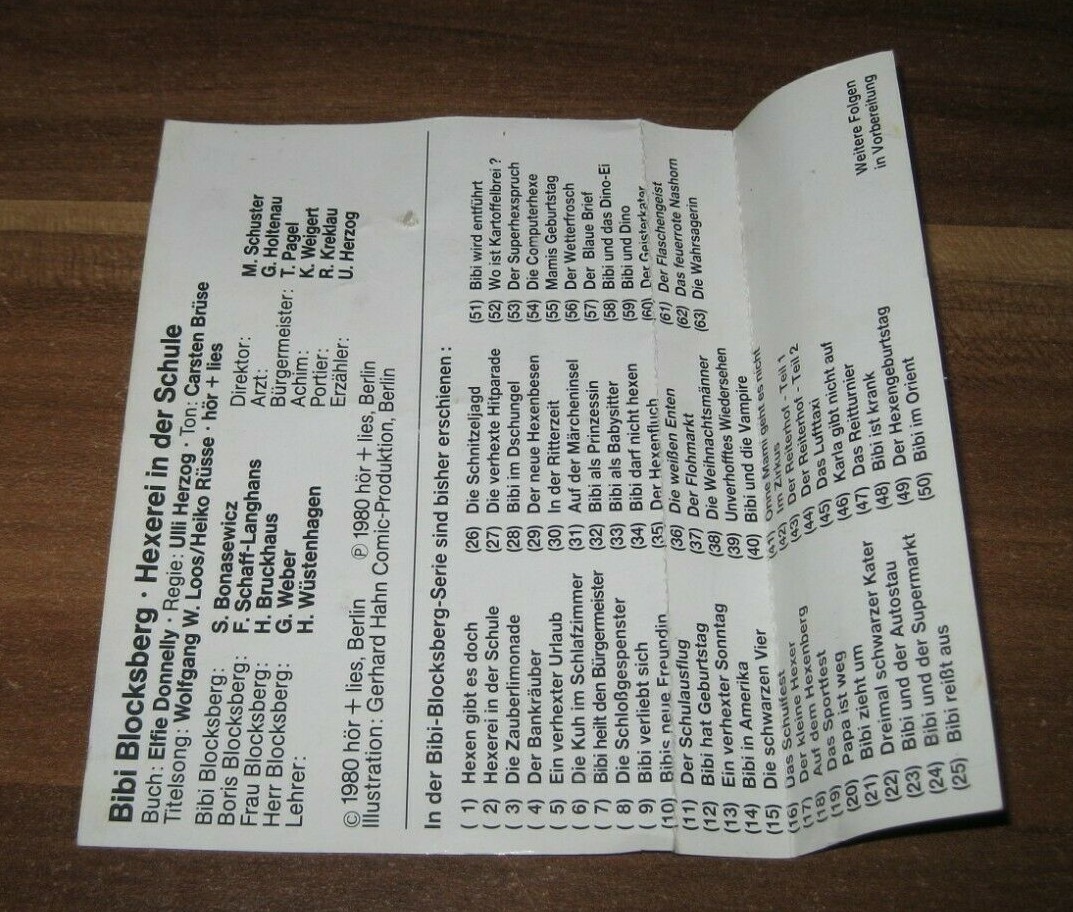 Bibi Blocksberg · Hexerei in der Schule
Buch: Elfie Donnelly · Regie: Ulli Herzog · Ton: Carsten Brüse
Titelsong: Wolfgang W. Loos/Heiko Rüsse · hör + lies
Bibi Blocksberg: S. Bonasewicz
Boris Blocksberg: F. Schaff-Langhans
Frau Blocksberg: H. Bruckhaus
Herr Blocksberg: G. Weber
Lehrer: H. Wüstenhagen
Direktor: M. Schuster
Arzt: G. Holtenau
Bürgermeister: T. Pagel
Achim: K. Weigert
Portier: R. Kreklau
Erzähler: U. Herzog
© 1980 hör + lies, Berlin ℗ 1980 hör + lies, Berlin
Illustration: Gerhard Hahn Comic-Produktion, Berlin
In der Bibi-Blocksberg-Serie sind bisher erschienen:
( 1) Hexen gibt es doch
( 2) Hexerei in der Schule
( 3) Die Zauberlimonade
( 4) Der Bankräuber
( 5) Ein verhexter Urlaub
( 6) Die Kuh im Schlafzimmer
( 7) Bibi heilt den Bürgermeister
( 8) Die Schloßgespenster
( 9) Bibi verliebt sich
(10) Bibis neue Freundin
(11) Der Schulausflug
(12) Bibi hat Geburtstag
(13) Ein verhexter Sonntag
(14) Bibi in Amerika
(15) Die schwarzen Vier
(16) Das Schulfest
(17) Der kleine Hexer
(18) Auf dem Hexenberg
(19) Das Sportfest
(20) Papa ist weg
(21) Bibi zieht um
(22) Dreimal schwarzer Kater
(23) Bibi und der Autostau
(24) Bibi und der Supermarkt
(25) Bibi reißt aus
(26) Die Schnitzeljagd
(27) Die verhexte Hitparade
(28) Bibi im Dschungel
(29) Der neue Hexenbesen
(30) In der Ritterzeit
(31) Auf der Märcheninsel
(32) Bibi als Prinzessin
(33) Bibi als Babysitter
(34) Bibi darf nicht hexen
(35) Der Hexenfluch
(36) Die weißen Enten
(37) Der Flohmarkt
(38) Die Weihnachtsmänner
(39) Unverhofftes Wiedersehen
(40) Bibi und die Vampire
(41) Ohne Mami geht es nicht
(42) Im Zirkus
(43) Der Reiterhof - Teil 1
(44) Der Reiterhof - Teil 2
(45) Das Lufttaxi
(46) Karla gibt nicht auf
(47) Das Reitturnier
(48) Bibi ist krank
(49) Der Hexengeburtstag
(50) Bibi im Orient
(51) Bibi wird entführt
(52) Wo ist Kartoffelbrei ?
(53) Der Superhexspruch
(54) Die Computerhexe
(55) Mamis Geburtstag
(56) Der Wetterfrosch
(57) Der Blaue Brief
(58) Bibi und das Dino-Ei
(59) Bibi und Dino
(60) Der Geisterkater
(61) Der Flaschengeist
(62) Das feuerrote Nashorn
(63) Die Wahrsagerin
Weitere Folgen
in Vorbereitung